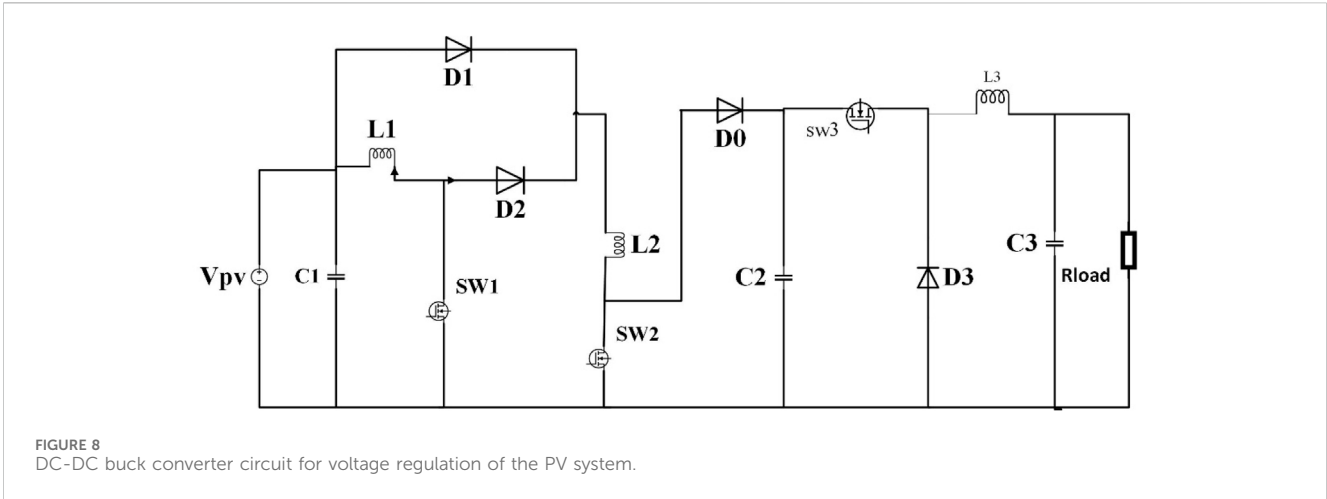 D1
L1
D2
L2
Vpv
C1
SW1
SW2
D0
sw3
L3
C2
D3
C3
Rload
FIGURE 8
DC-DC buck converter circuit for voltage regulation of the PV system.